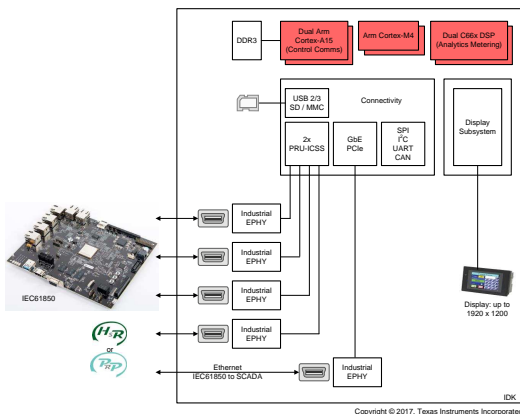 DDR3
Dual Arm
Cortex-A15
(Control Comms)
Arm Cortex-M4
Dual C66x DSP
(Analytics Metering)
USB 2/3
SD / MMC
Connectivity
2x
PRU-ICSS
GbE
PCIe
SPI
I2C
UART
CAN
Display
Subsystem
Industrial
EPHY
Industrial
EPHY
IEC61850
Industrial
EPHY
Display: up to
1920 x 1200
HSR
or
PRP
Industrial
EPHY
Ethernet
IEC61850 to SCADA
Industrial
EPHY
IDK
Copyright © 2017, Texas Instruments Incorporated